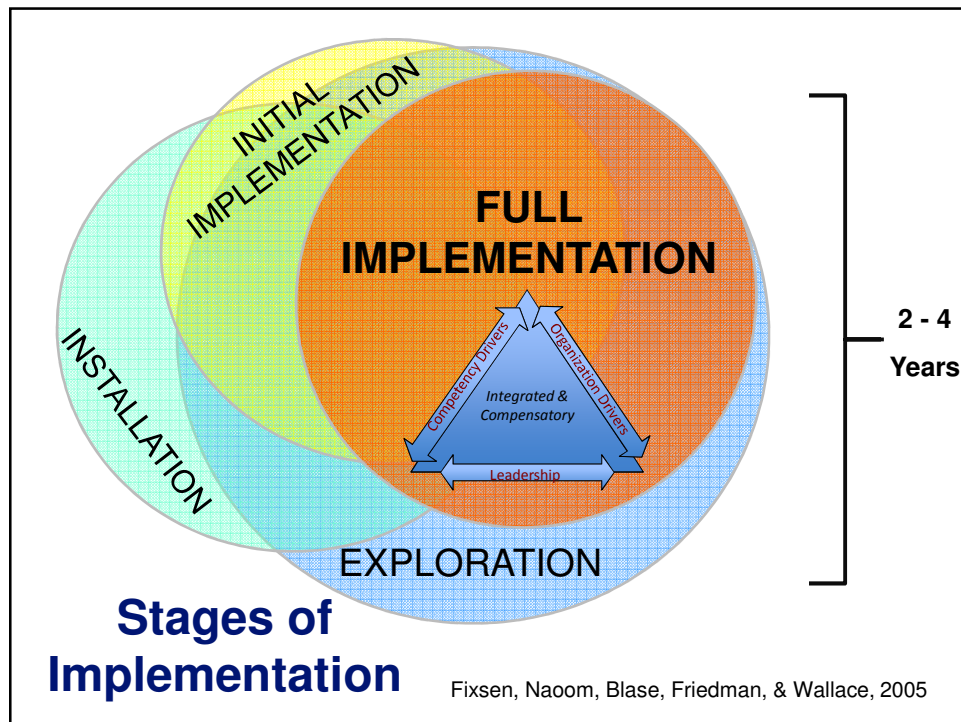 INITIAL
IMPLEMENTATION
FULL
IMPLEMENTATION
Competency Drivers
Organization Drivers
Integrated &
Compensatory
Leadership
INSTALLATION
EXPLORATION
2 - 4
Years
Stages of
Implementation
Fixsen, Naoom, Blase, Friedman, & Wallace, 2005